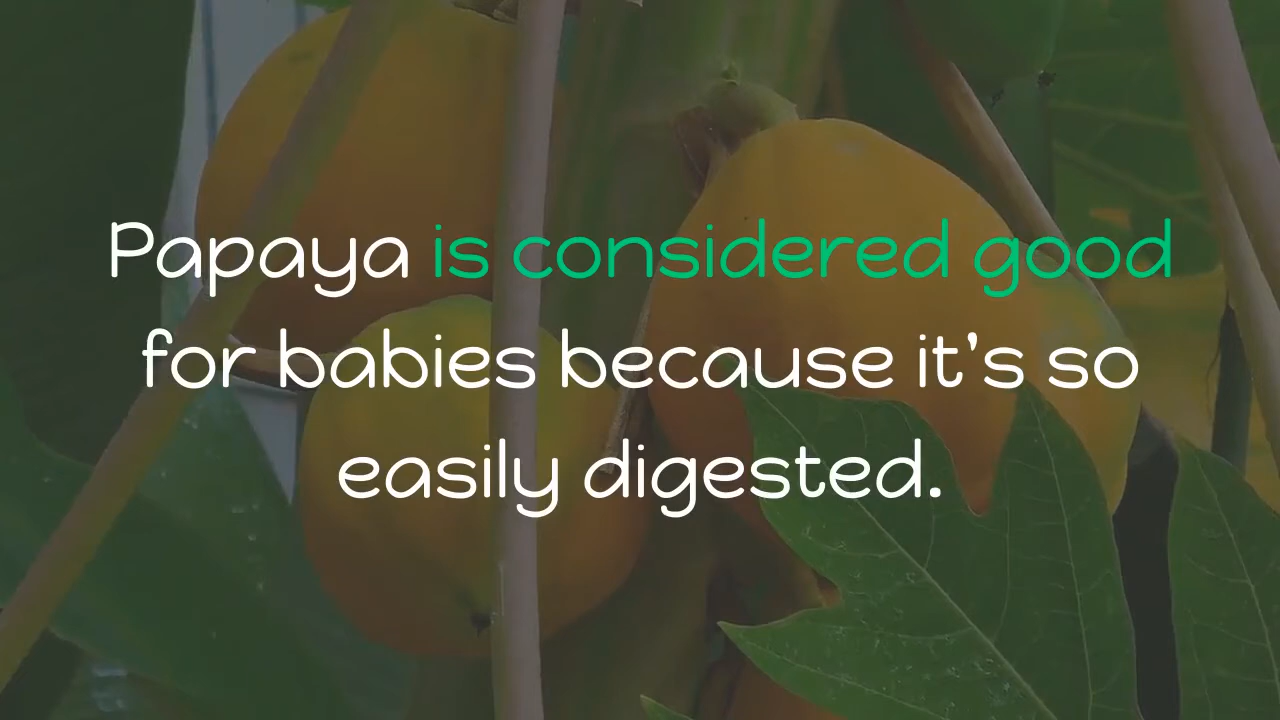 Papaya is considered good
for babies because it's so
easily digested.